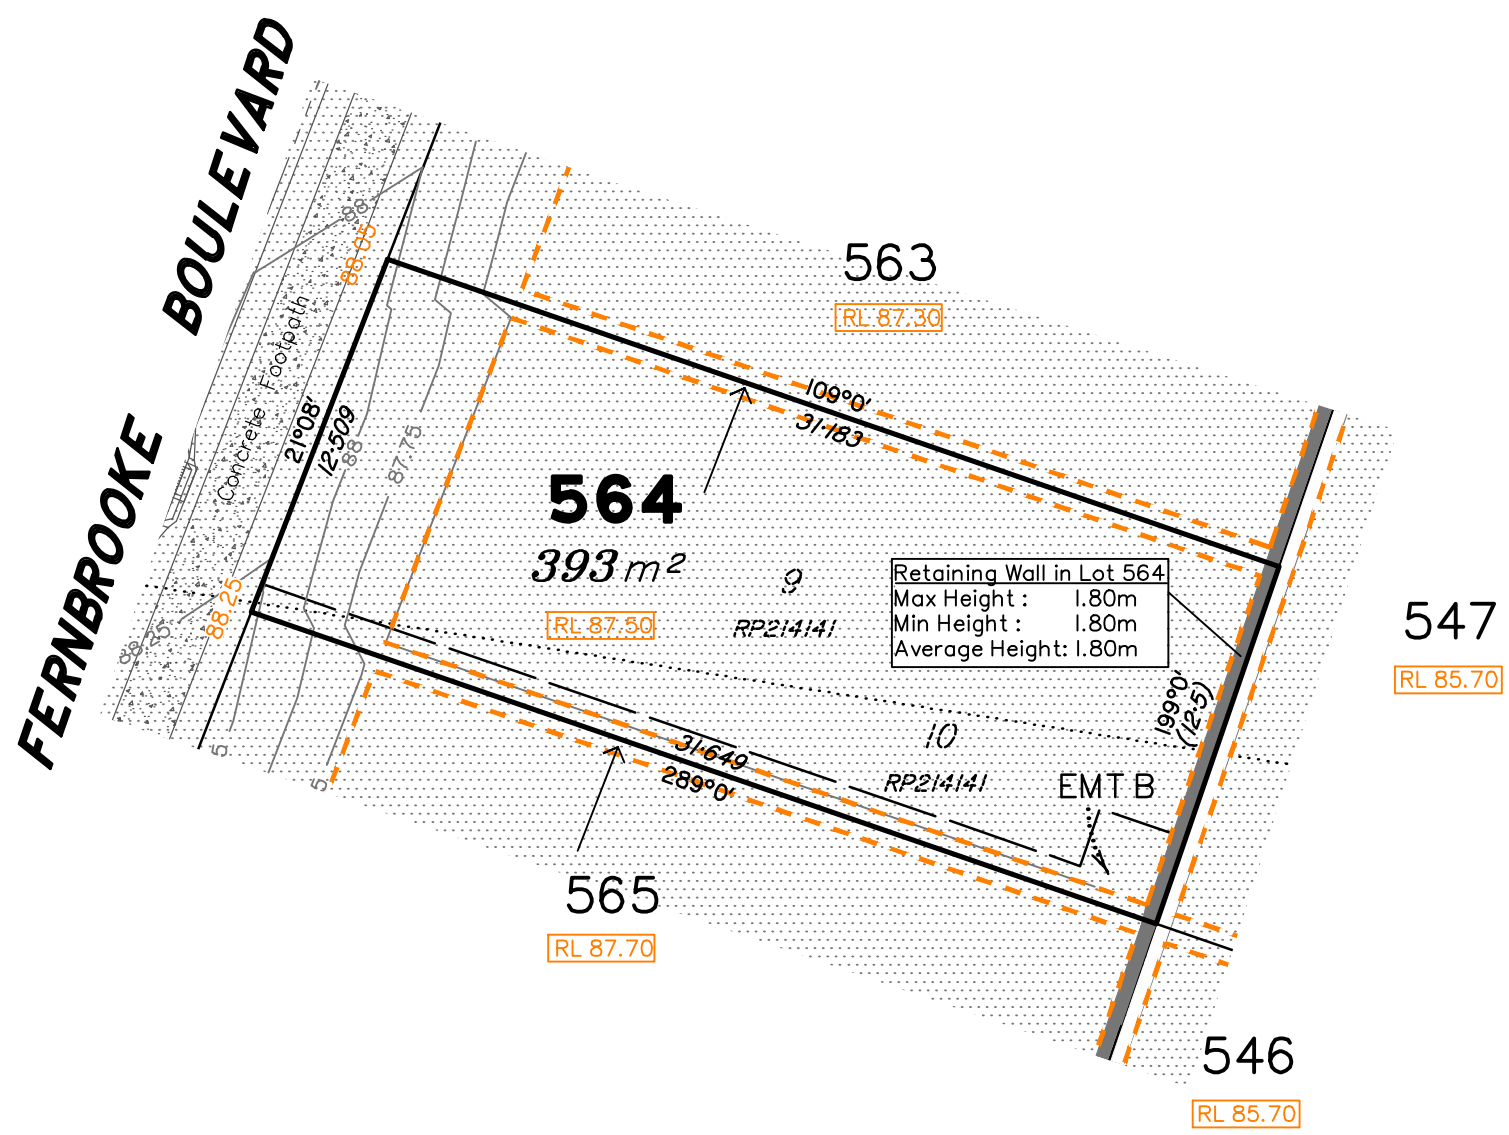 FERNBROOKE BOULEVARD
Concrete Footpath
88
88.05
563
RL 87.30
21°08'
12·509
88
87.75
109°0'
31·183
564
393 m²
RL 87.50
9
RP214141
Retaining Wall in Lot 564
Max Height : 1.80m
Min Height : 1.80m
Average Height: 1.80m
547
RL 85.70
88.25
88.25
199°0'
(12·5)
10
RP214141
EMT B
31·649
289°0'
5
5
565
RL 87.70
546
RL 85.70